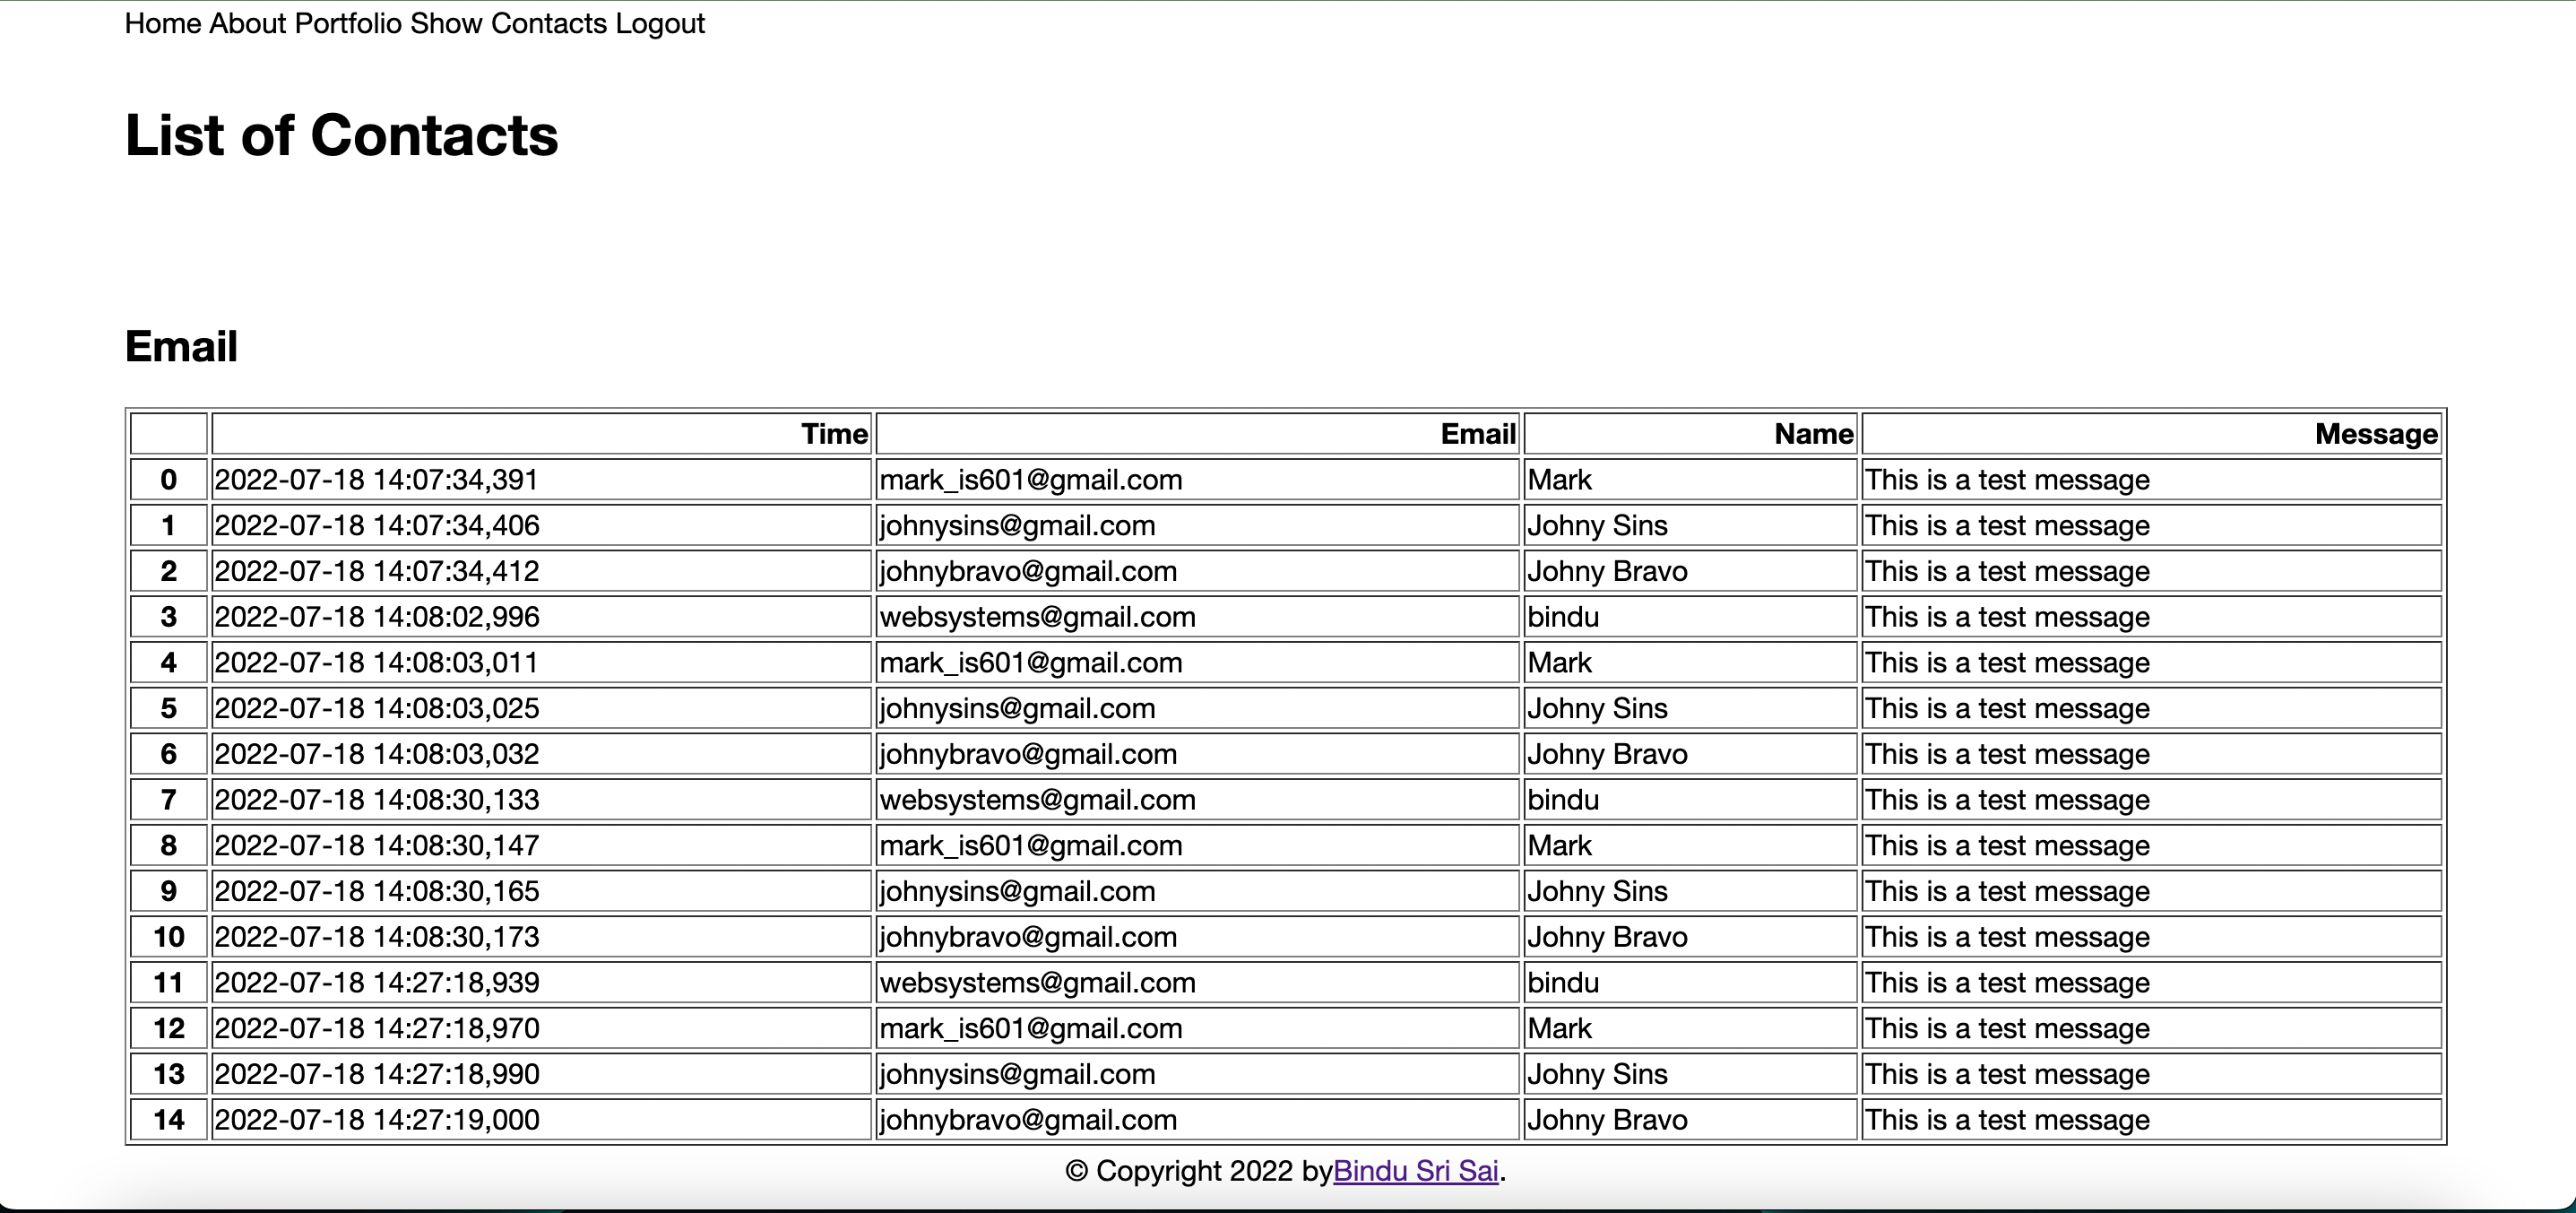 Home About Portfolio Show Contacts Logout
List of Contacts
Email
Time Email Name Message
0 2022-07-18 14:07:34,391 mark_is601@gmail.com Mark This is a test message
1 2022-07-18 14:07:34,406 johnysins@gmail.com Johny Sins This is a test message
2 2022-07-18 14:07:34,412 johnybravo@gmail.com Johny Bravo This is a test message
3 2022-07-18 14:08:02,996 websystems@gmail.com bindu This is a test message
4 2022-07-18 14:08:03,011 mark_is601@gmail.com Mark This is a test message
5 2022-07-18 14:08:03,025 johnysins@gmail.com Johny Sins This is a test message
6 2022-07-18 14:08:03,032 johnybravo@gmail.com Johny Bravo This is a test message
7 2022-07-18 14:08:30,133 websystems@gmail.com bindu This is a test message
8 2022-07-18 14:08:30,147 mark_is601@gmail.com Mark This is a test message
9 2022-07-18 14:08:30,165 johnysins@gmail.com Johny Sins This is a test message
10 2022-07-18 14:08:30,173 johnybravo@gmail.com Johny Bravo This is a test message
11 2022-07-18 14:27:18,939 websystems@gmail.com bindu This is a test message
12 2022-07-18 14:27:18,970 mark_is601@gmail.com Mark This is a test message
13 2022-07-18 14:27:18,990 johnysins@gmail.com Johny Sins This is a test message
14 2022-07-18 14:27:19,000 johnybravo@gmail.com Johny Bravo This is a test message
© Copyright 2022 byBindu Sri Sai.